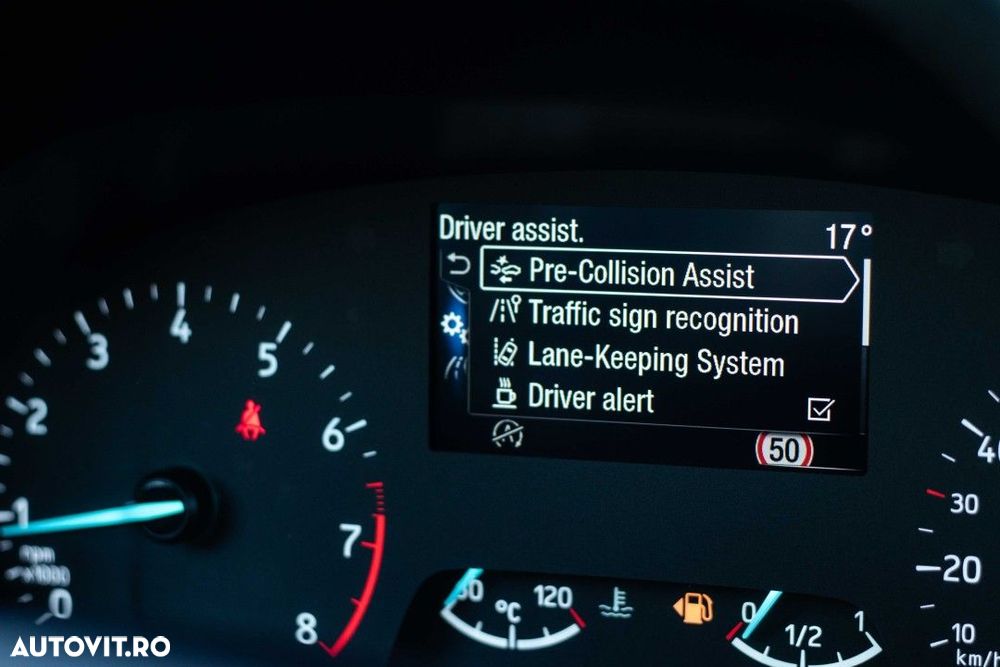 Driver assist.
17°
Pre-Collision Assist
Traffic sign recognition
Lane-Keeping System
Driver alert
50
0
1
2
3
4
5
6
7
8
rpm
x1000
°C
120
0
1/2
1
40
30
20
10
km/h
AUTOVIT.RO